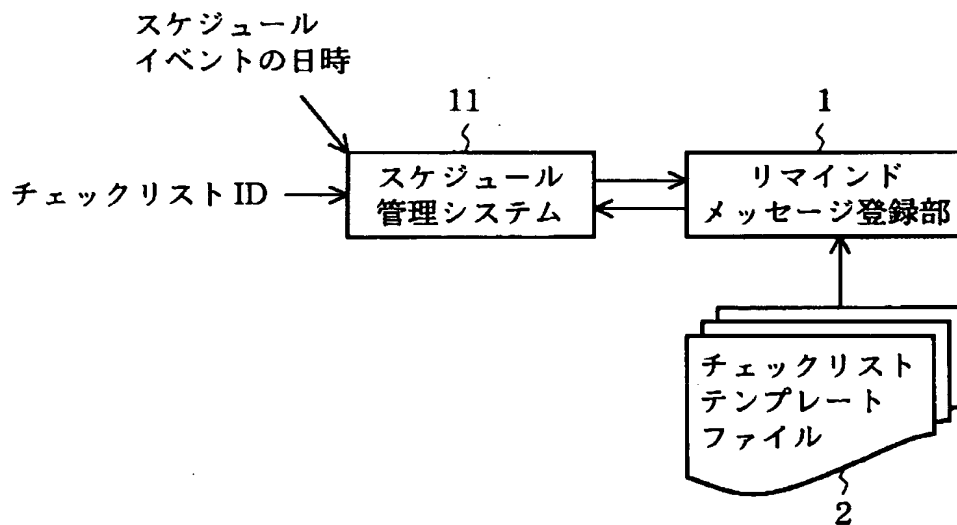 スケジュール
イベントの日時
11
1
チェックリストID
スケジュール
管理システム
リマインド
メッセージ登録部
チェックリスト
テンプレート
ファイル
2